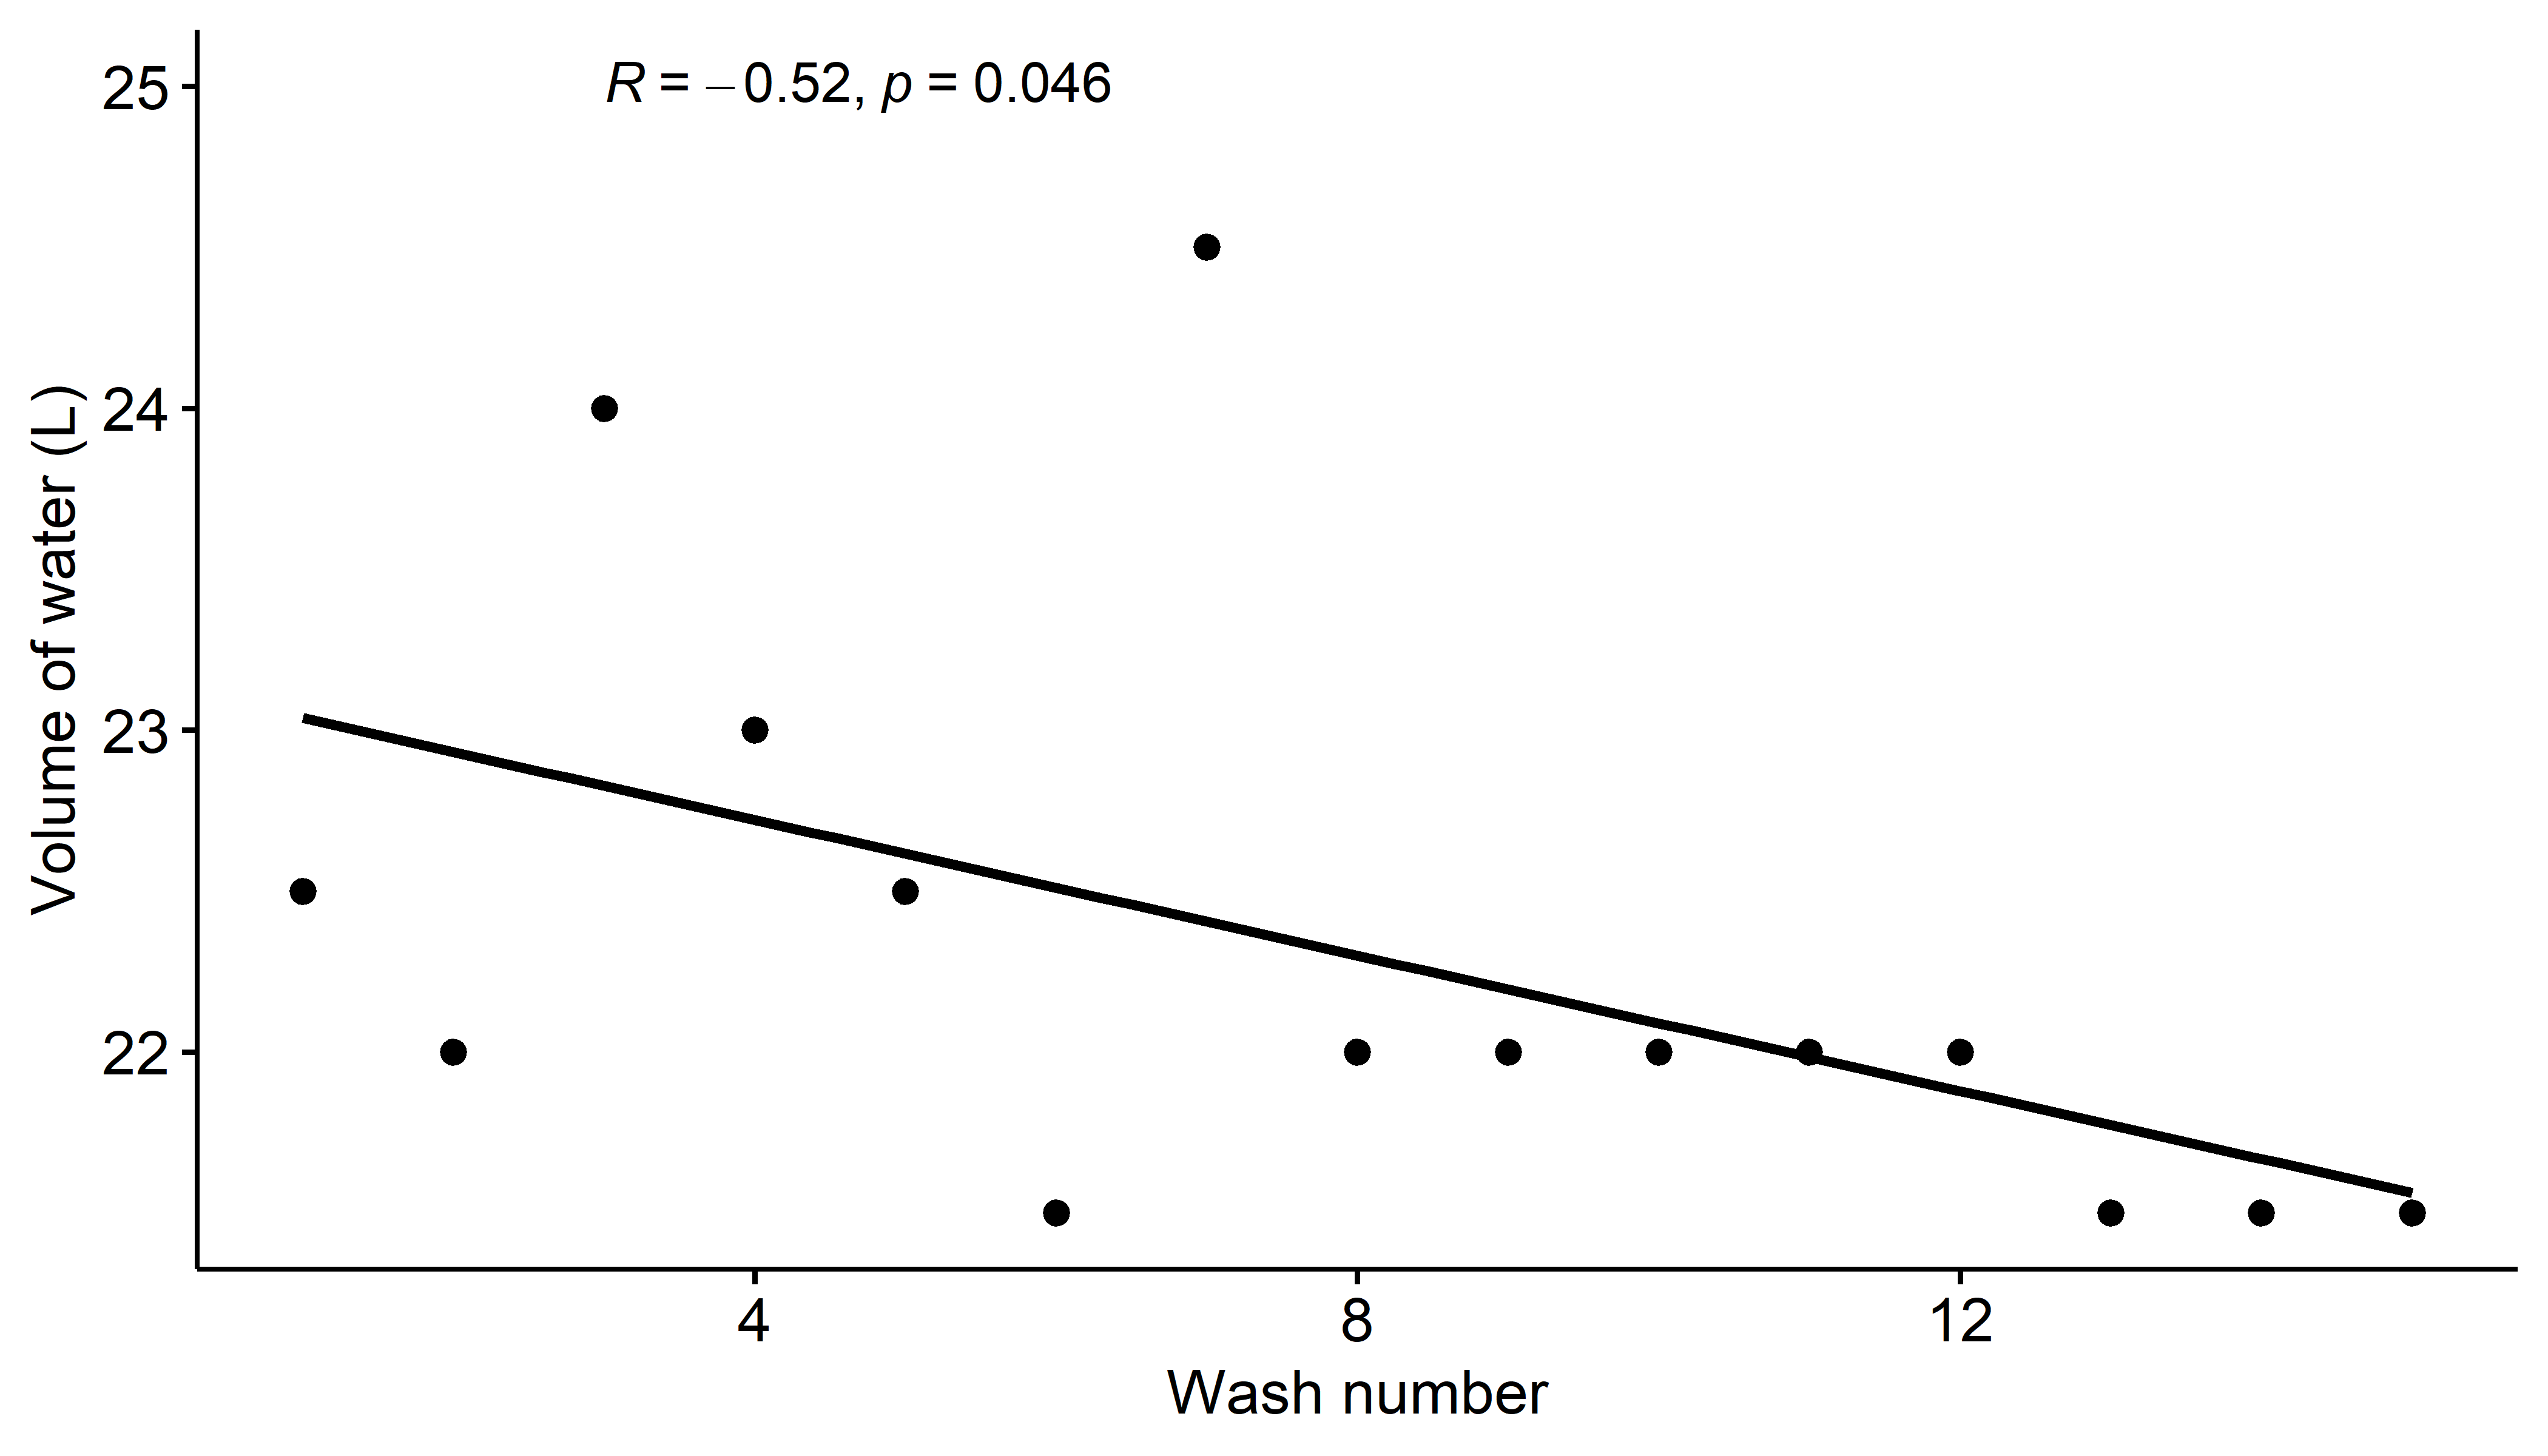 R = −0.52, p = 0.046
25
24
23
22
Volume of water (L)
4 8 12
Wash number